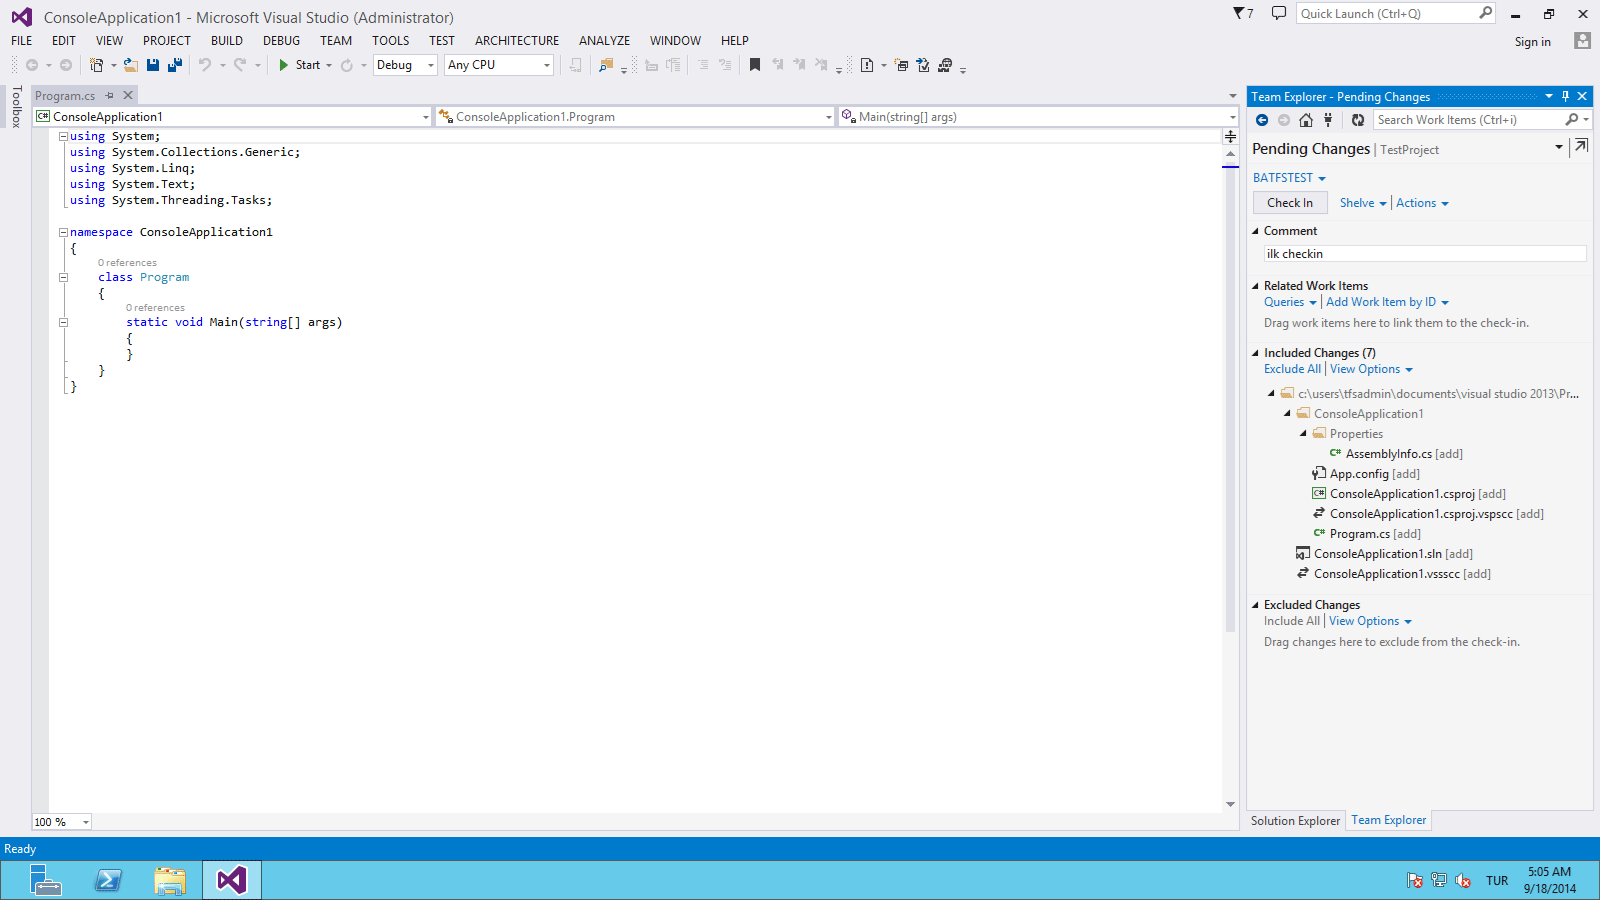 ConsoleApplication1 - Microsoft Visual Studio (Administrator)
7
Quick Launch (Ctrl+Q)
FILE EDIT VIEW PROJECT BUILD DEBUG TEAM TOOLS TEST ARCHITECTURE ANALYZE WINDOW HELP
Sign in
Start Debug Any CPU
Toolbox
Program.cs
ConsoleApplication1
ConsoleApplication1.Program
Main(string[] args)
using System;
using System.Collections.Generic;
using System.Linq;
using System.Text;
using System.Threading.Tasks;
namespace ConsoleApplication1
{
0 references
class Program
{
0 references
static void Main(string[] args)
{
}
}
}
100 %
Team Explorer - Pending Changes
Search Work Items (Ctrl+i)
Pending Changes | TestProject
BATFSTEST
Check In Shelve Actions
Comment
ilk checkin
Related Work Items
Queries Add Work Item by ID
Drag work items here to link them to the check-in.
Included Changes (7)
Exclude All View Options
c:\users\tfsadmin\documents\visual studio 2013\Pr...
ConsoleApplication1
Properties
C# AssemblyInfo.cs [add]
App.config [add]
C# ConsoleApplication1.csproj [add]
ConsoleApplication1.csproj.vspscc [add]
C# Program.cs [add]
ConsoleApplication1.sln [add]
ConsoleApplication1.vssscc [add]
Excluded Changes
Include All View Options
Drag changes here to exclude from the check-in.
Solution Explorer Team Explorer
Ready
TUR
5:05 AM
9/18/2014